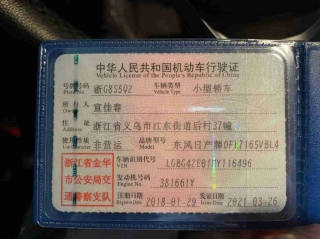 中华人民共和国机动车行驶证
Vehicle License of the People's Republic of China
号牌号码 浙G85502 车辆类型 小型轿车
Plate No. Vehicle Type
所有人 宣佳春
Owner
住址 浙江省义乌市江东街道后村37幢
Address
使用性质 非营运 品牌型号 东风日产牌DFL7165VBL4
Use Character Model
浙江省金华 车辆识别代号
市公安局交 VIN
通警察支队 发动机号码 381661Y
Engine No.
注册日期 2018-01-29 发证日期 2021-03-26
Register Date Issue Date